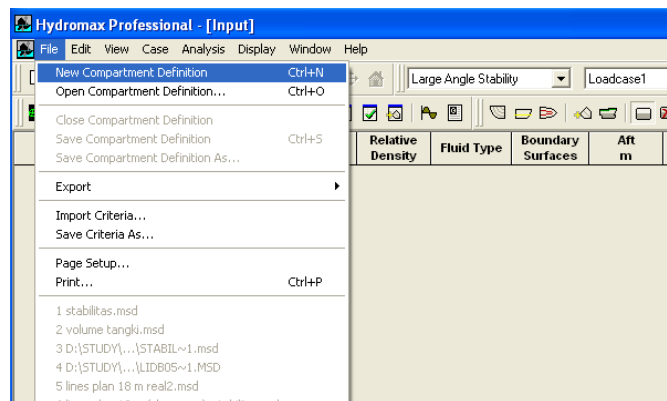 Hydromax Professional - [Input]
File Edit View Case Analysis Display Window Help
Large Angle Stability Loadcase1
New Compartment Definition Ctrl+N
Open Compartment Definition... Ctrl+O
Close Compartment Definition
Save Compartment Definition Ctrl+S
Save Compartment Definition As...
Export
Import Criteria...
Save Criteria As...
Page Setup...
Print... Ctrl+P
1 stabilitas.msd
2 volume tangki.msd
3 D:\STUDY\...\STABIL~1.msd
4 D:\STUDY\...\LIDB05~1.MSD
5 lines plan 18 m real2.msd
Relative Density
Fluid Type
Boundary Surfaces
Aft m